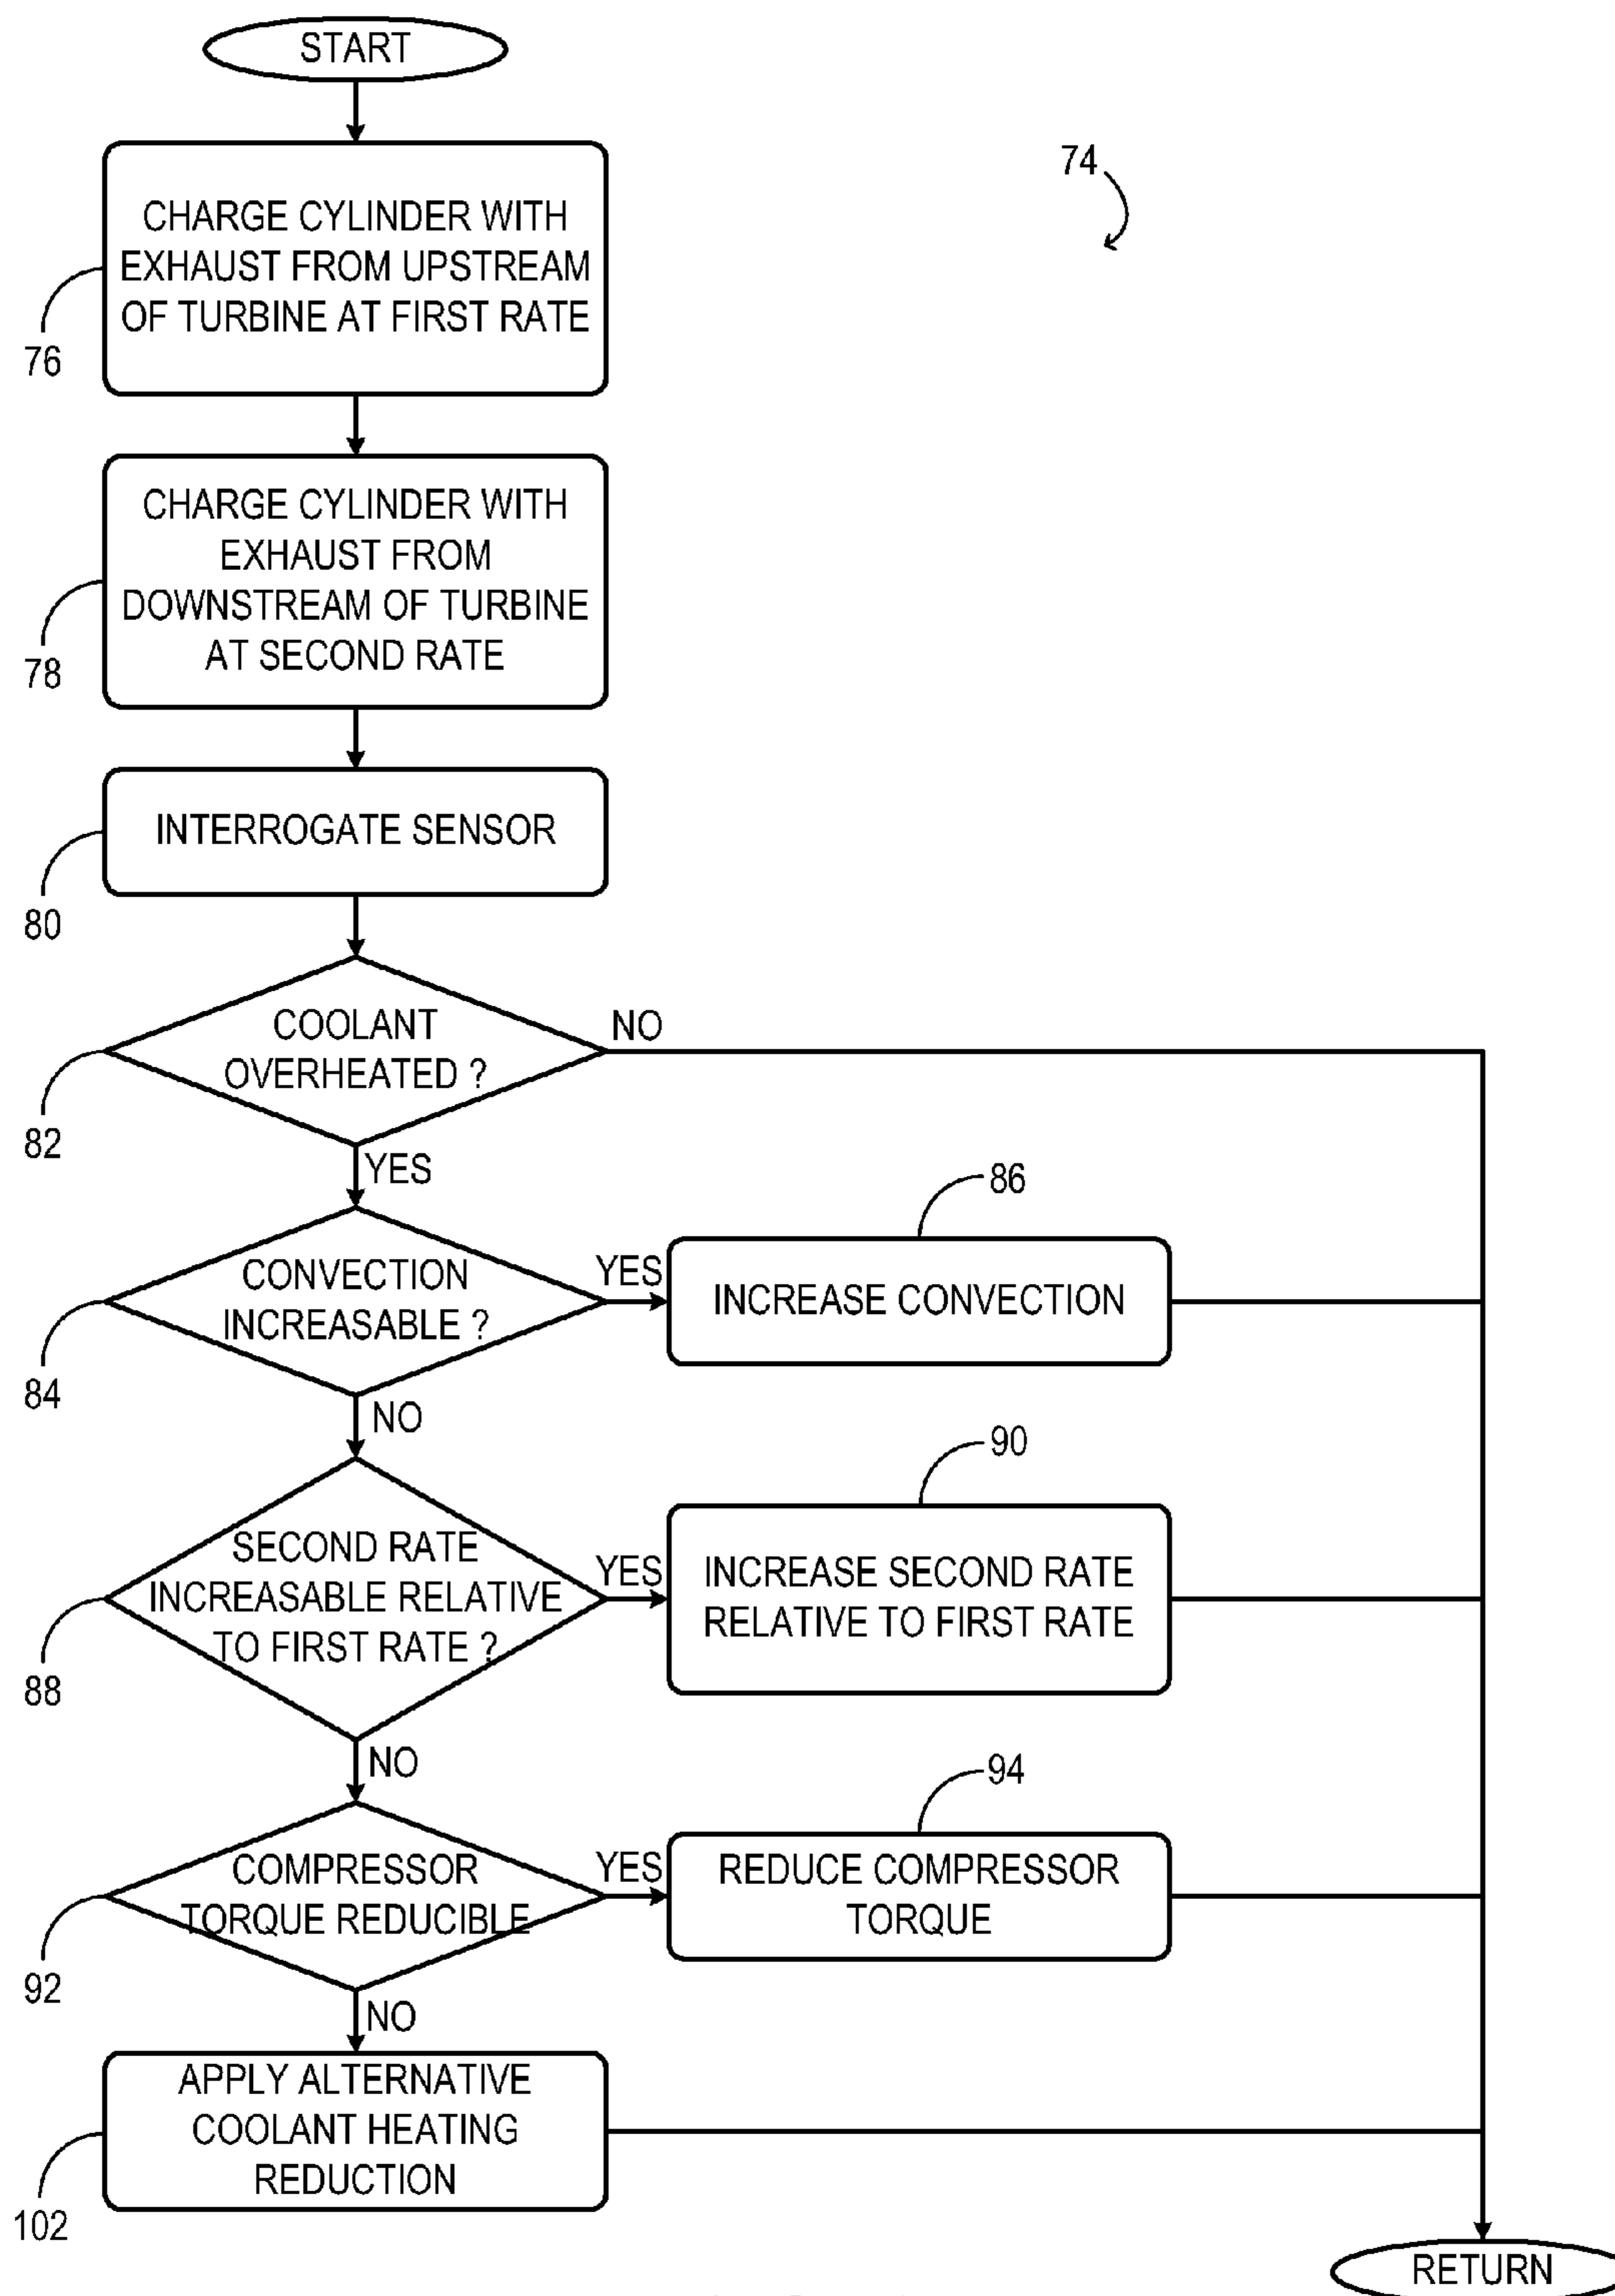 START
74
CHARGE CYLINDER WITH
EXHAUST FROM UPSTREAM
OF TURBINE AT FIRST RATE
76
CHARGE CYLINDER WITH
EXHAUST FROM
DOWNSTREAM OF TURBINE
AT SECOND RATE
78
INTERROGATE SENSOR
80
COOLANT
OVERHEATED ?
NO
82
YES
86
CONVECTION
INCREASABLE ?
YES
INCREASE CONVECTION
84
NO
90
SECOND RATE
INCREASABLE RELATIVE
TO FIRST RATE ?
YES
INCREASE SECOND RATE
RELATIVE TO FIRST RATE
88
NO
94
COMPRESSOR
TORQUE REDUCIBLE
YES
REDUCE COMPRESSOR
TORQUE
92
NO
APPLY ALTERNATIVE
COOLANT HEATING
REDUCTION
102
RETURN